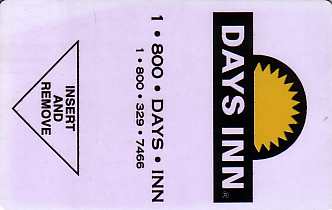 DAYS INN®
1•800•DAYS•INN
1•800•329•7466
INSERT
AND
REMOVE